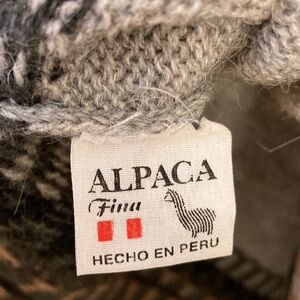 ALPACA
Fina
HECHO EN PERU